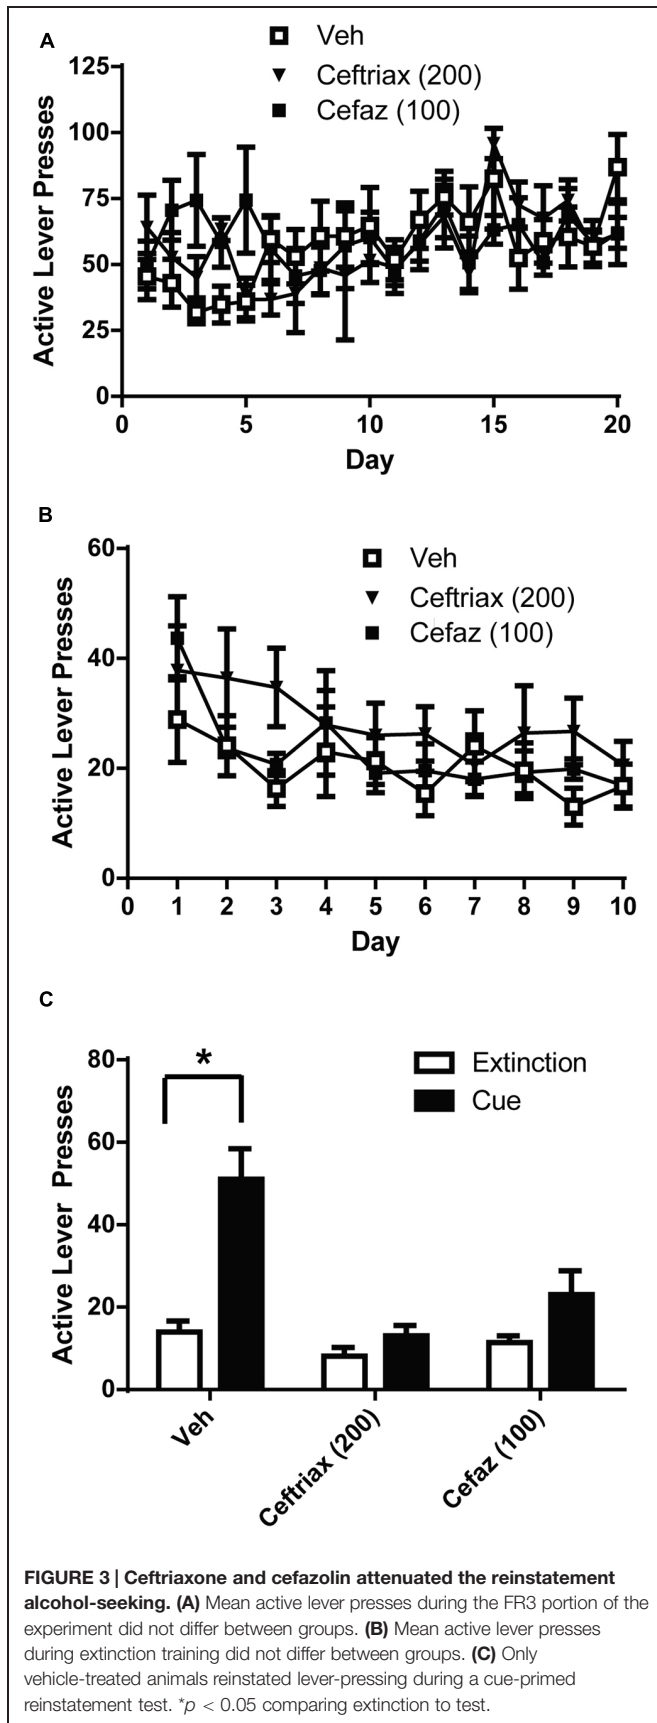 A
Veh
Ceftriax (200)
Cefaz (100)
Active Lever Presses
125
100
75
50
25
0
0 5 10 15 20
Day
B
Veh
Ceftriax (200)
Cefaz (100)
Active Lever Presses
60
40
20
0
0 1 2 3 4 5 6 7 8 9 10
Day
C
Extinction
Cue
*
Active Lever Presses
80
60
40
20
0
Veh
Ceftriax (200)
Cefaz (100)
FIGURE 3 | Ceftriaxone and cefazolin attenuated the reinstatement
alcohol-seeking. (A) Mean active lever presses during the FR3 portion of the
experiment did not differ between groups. (B) Mean active lever presses
during extinction training did not differ between groups. (C) Only
vehicle-treated animals reinstated lever-pressing during a cue-primed
reinstatement test. *p < 0.05 comparing extinction to test.